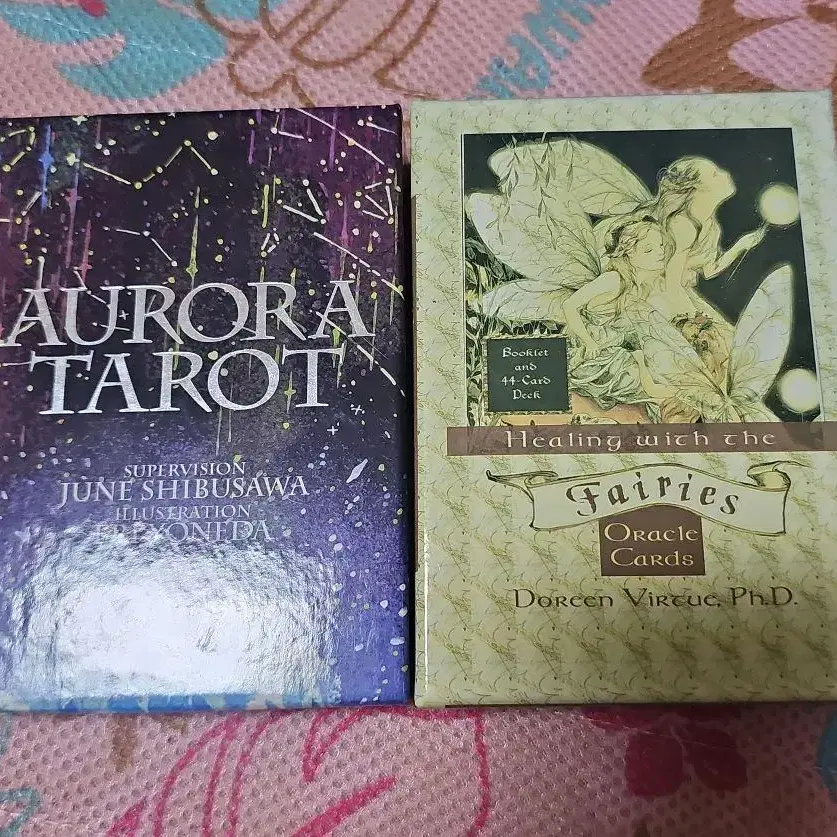 AURORA
TAROT
SUPERVISION
JUNE SHIBUSAWA
ILLUSTRATION
YONEDA
Booklet
and
44-Card
Deck
Healing with the
Fairies
Oracle
Cards
Doreen Virtue, Ph.D.